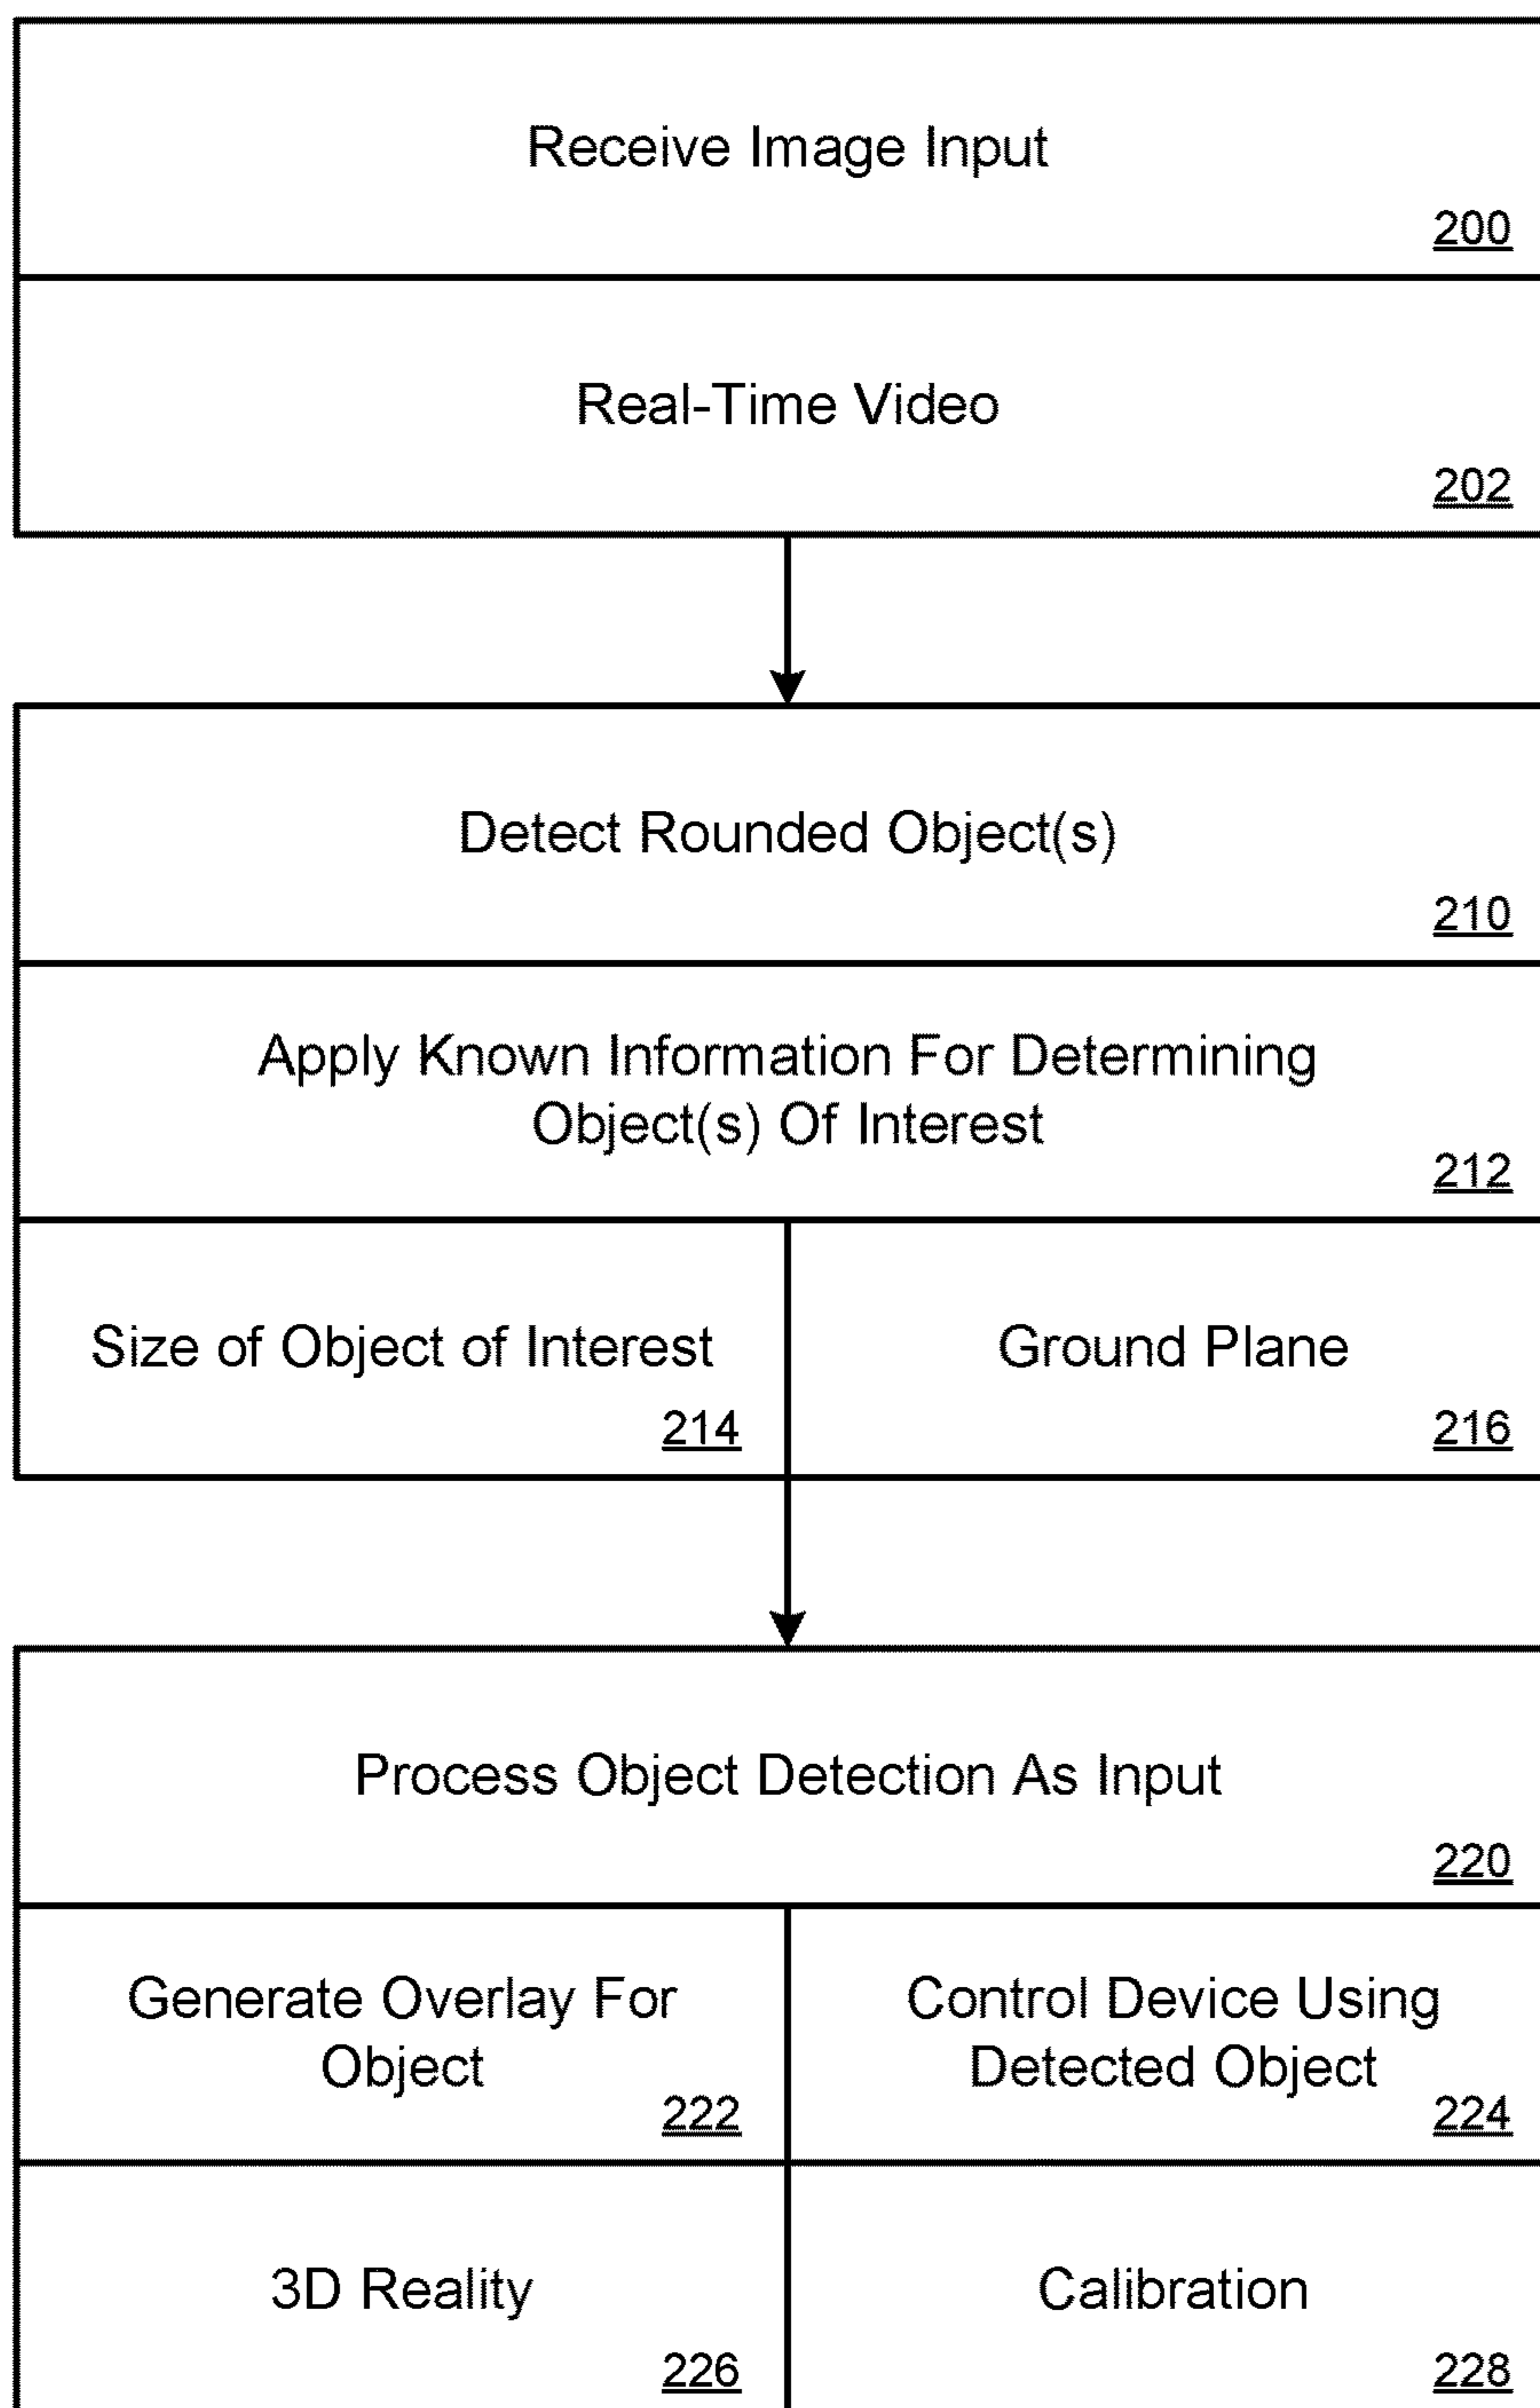 Receive Image Input
200
Real-Time Video
202
Detect Rounded Object(s)
210
Apply Known Information For Determining
Object(s) Of Interest
212
Size of Object of Interest
214
Ground Plane
216
Process Object Detection As Input
220
Generate Overlay For
Object
222
Control Device Using
Detected Object
224
3D Reality
226
Calibration
228